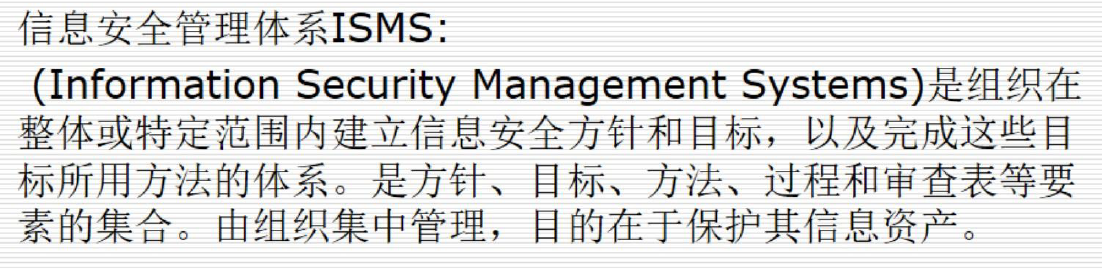 信息安全管理体系ISMS:
(Information Security Management Systems)是组织在
整体或特定范围内建立信息安全方针和目标，以及完成这些目
标所用方法的体系。是方针、目标、方法、过程和审查表等要
素的集合。由组织集中管理，目的在于保护其信息资产。